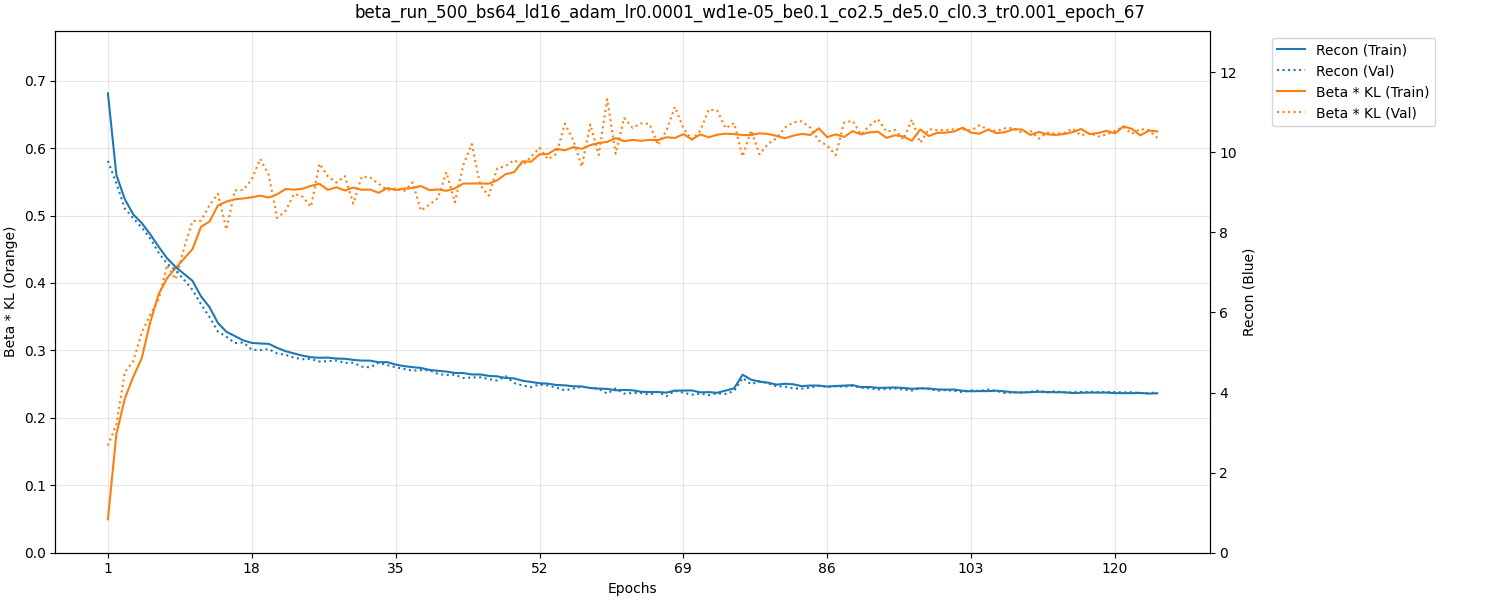 beta_run_500_bs64_ld16_adam_lr0.0001_wd1e-05_be0.1_co2.5_de5.0_cl0.3_tr0.001_epoch_67
Recon (Train)
Recon (Val)
Beta * KL (Train)
Beta * KL (Val)
Beta * KL (Orange)
0.7
0.6
0.5
0.4
0.3
0.2
0.1
0.0
12
10
8
6
4
2
0
Recon (Blue)
1 18 35 52 69 86 103 120
Epochs